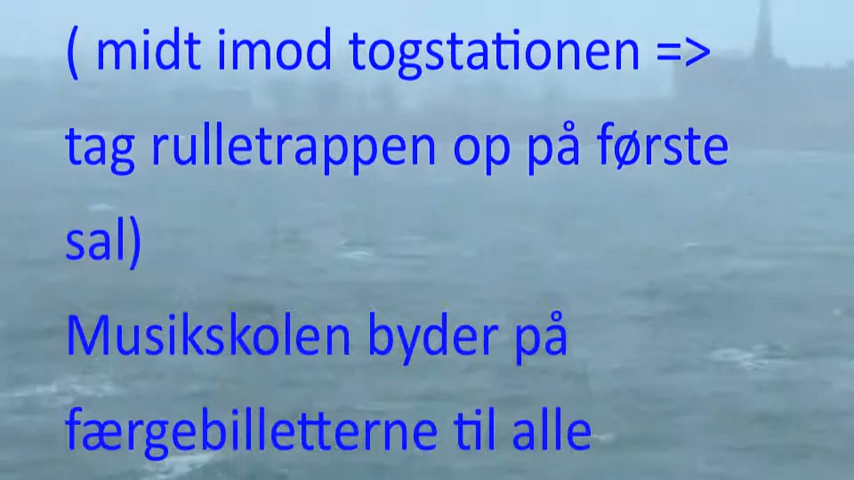 ( midt imod togstationen =>
tag rulletrappen op på første
sal)
Musikskolen byder på
færgebilletterne til alle